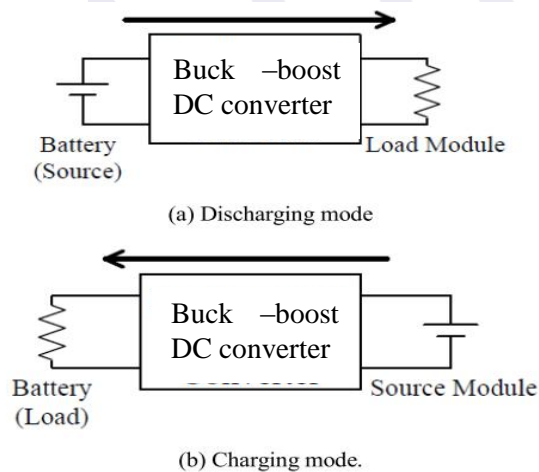 Buck –boost
DC converter
Battery
(Source)
Load Module
(a) Discharging mode
Buck –boost
DC converter
Battery
(Load)
Source Module
(b) Charging mode.